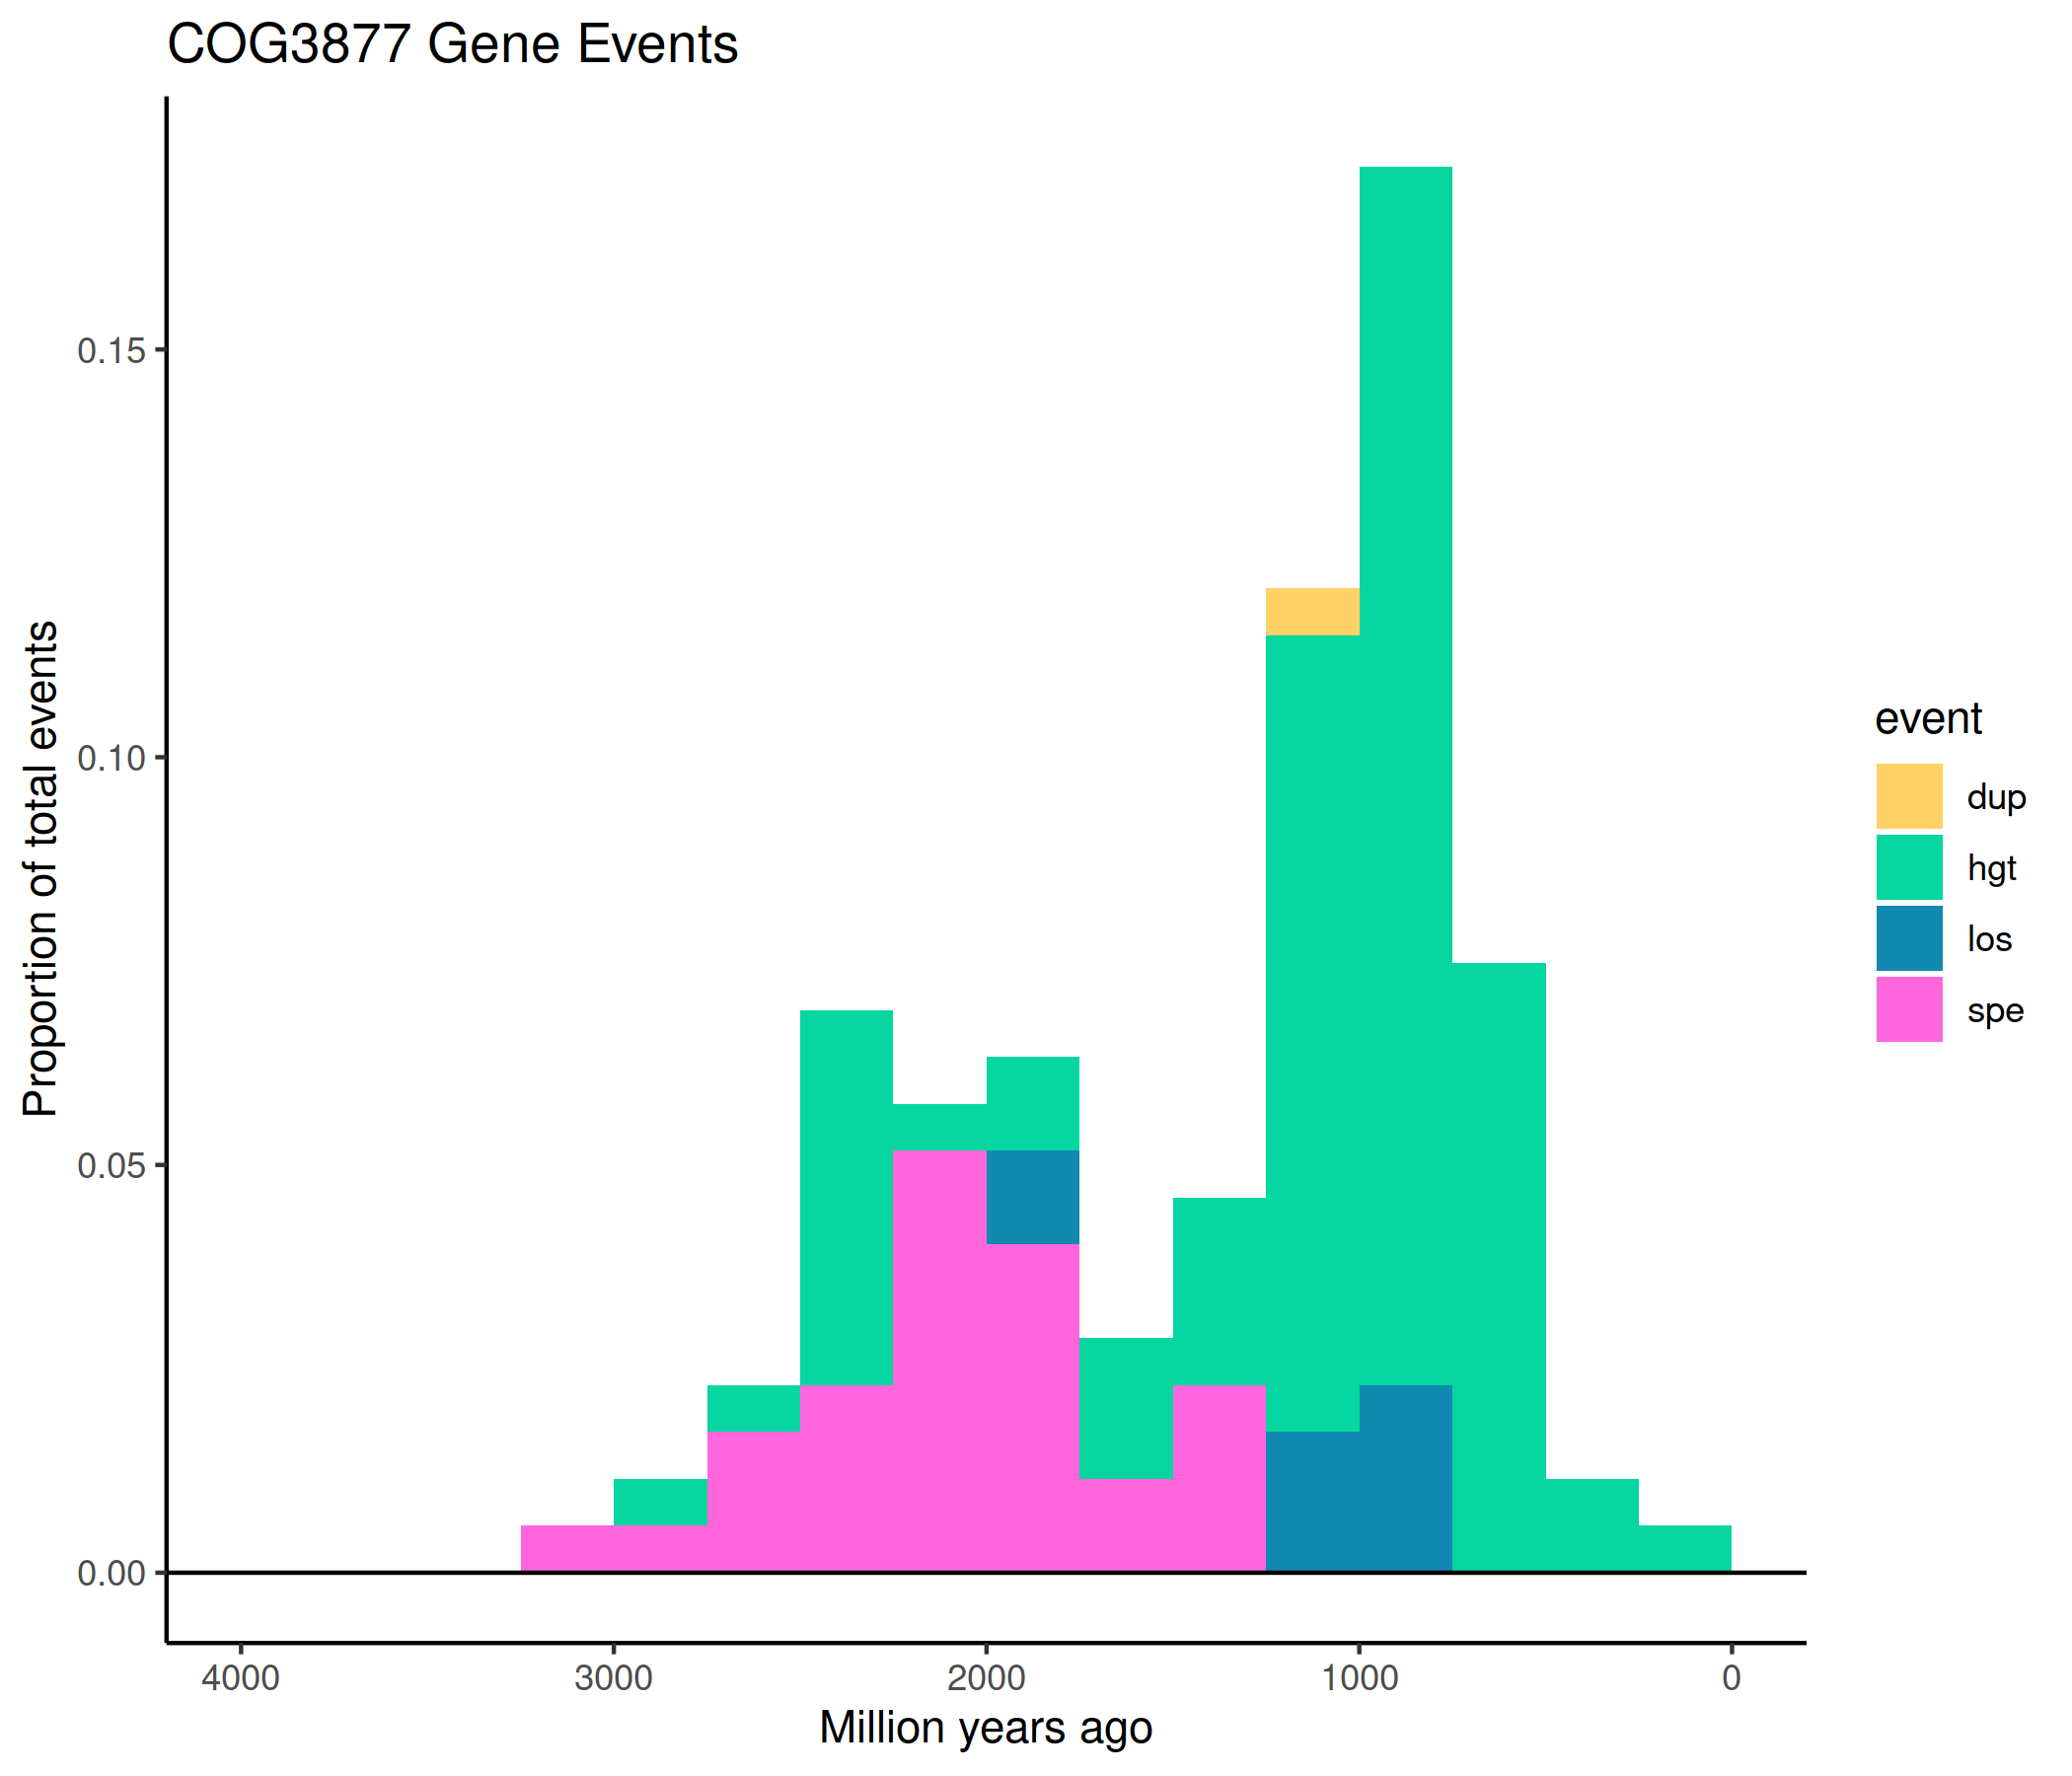 COG3877 Gene Events
Proportion of total events
0.15
0.10
0.05
0.00
4000 3000 2000 1000 0
Million years ago
event
dup
hgt
los
spe